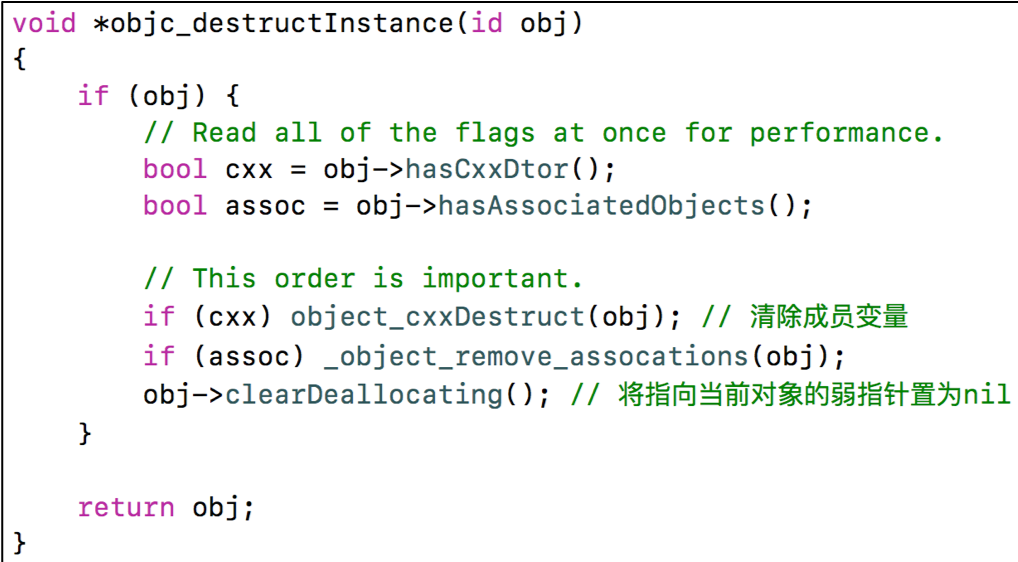 void *objc_destructInstance(id obj)
{
    if (obj) {
        // Read all of the flags at once for performance.
        bool cxx = obj->hasCxxDtor();
        bool assoc = obj->hasAssociatedObjects();

        // This order is important.
        if (cxx) object_cxxDestruct(obj); // 清除成员变量
        if (assoc) _object_remove_assocations(obj);
        obj->clearDeallocating(); // 将指向当前对象的弱指针置为nil
    }

    return obj;
}